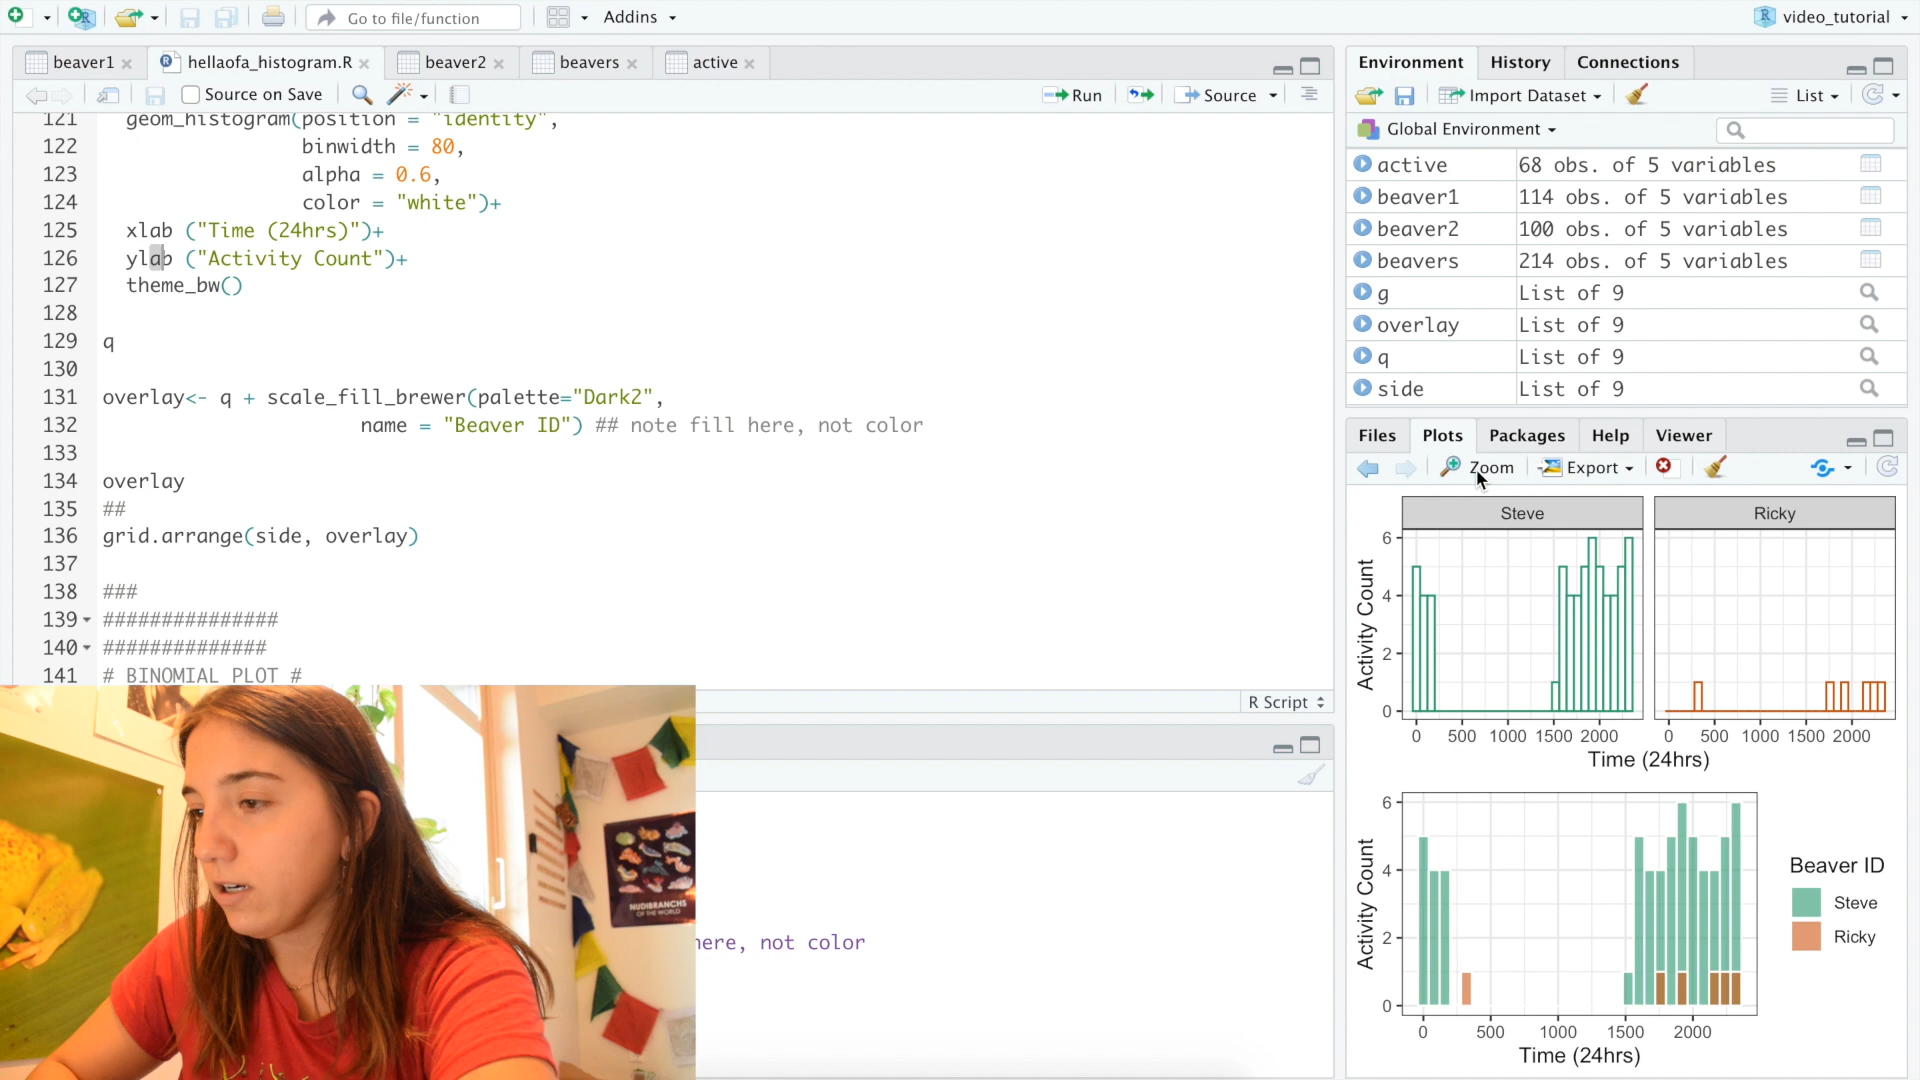 Go to file/function
Addins
video_tutorial
beaver1
hellaofa_histogram.R
beaver2
beavers
active
Source on Save
Run
Source
121 geom_histogram(position = "identity",
122 binwidth = 80,
123 alpha = 0.6,
124 color = "white")+
125 xlab ("Time (24hrs)")+
126 ylab ("Activity Count")+
127 theme_bw()
128
129 q
130
131 overlay<- q + scale_fill_brewer(palette="Dark2",
132 name = "Beaver ID") ## note fill here, not color
133
134 overlay
135 ##
136 grid.arrange(side, overlay)
137
138 ###
139 ###############
140 ##############
141 # BINOMIAL PLOT #
R Script
here, not color
NUDIBRANCHS
OF THE WORLD
Environment
History
Connections
Import Dataset
List
Global Environment
active 68 obs. of 5 variables
beaver1 114 obs. of 5 variables
beaver2 100 obs. of 5 variables
beavers 214 obs. of 5 variables
g List of 9
overlay List of 9
q List of 9
side List of 9
Files
Plots
Packages
Help
Viewer
Zoom
Export
Steve
Ricky
Activity Count
6
4
2
0
0 500 1000 1500 2000
0 500 1000 1500 2000
Time (24hrs)
Activity Count
6
4
2
0
0 500 1000 1500 2000
Time (24hrs)
Beaver ID
Steve
Ricky